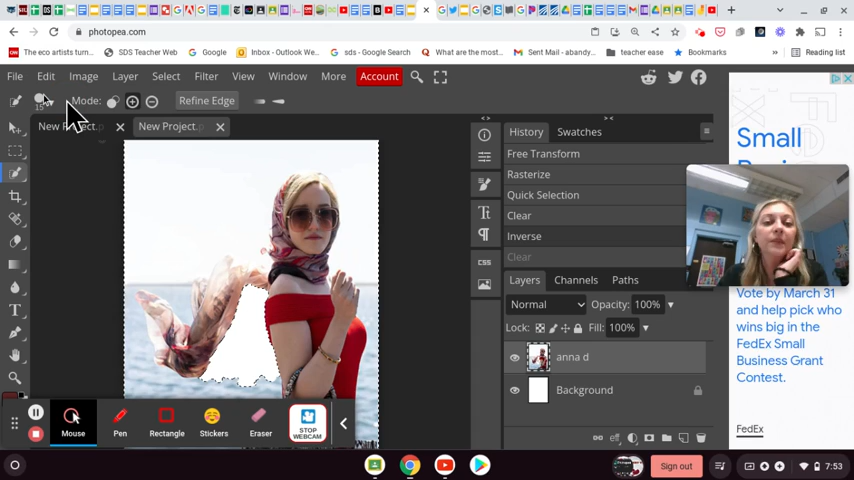 photopea.com
The eco artists turn...
SDS Teacher Web
Google
Inbox - Outlook We...
sds - Google Search
Q What are the most...
Sent Mail - abandy...
teacher ease
Bookmarks
Reading list
File Edit Image Layer Select Filter View Window More Account
15
Mode:
Refine Edge
New Project.p
New Project.
History Swatches
Free Transform
Rasterize
Quick Selection
Clear
Inverse
Clear
Layers Channels Paths
Normal Opacity: 100%
Lock: Fill: 100%
anna d
Background
CSS
Small
Vote by March 31
and help pick who
wins big in the
FedEx Small
Business Grant
Contest.
FedEx
Mouse Pen Rectangle Stickers Eraser STOP WEBCAM
Sign out
7:53